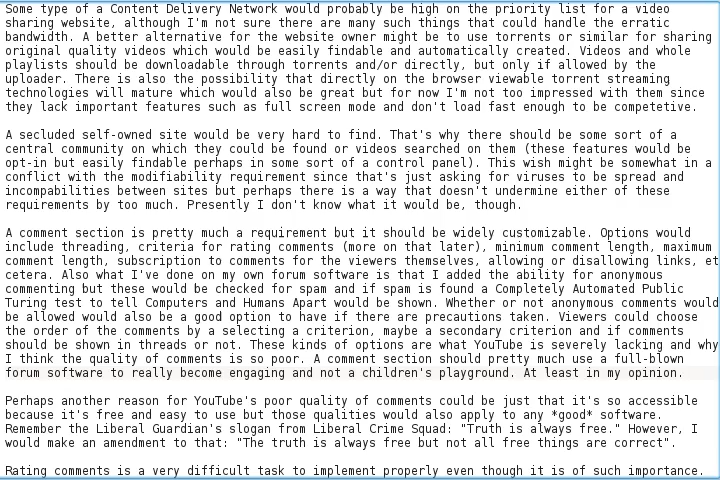 Some type of a Content Delivery Network would probably be high on the priority list for a video
sharing website, although I'm not sure there are many such things that could handle the erratic
bandwidth. A better alternative for the website owner might be to use torrents or similar for sharing
original quality videos which would be easily findable and automatically created. Videos and whole
playlists should be downloadable through torrents and/or directly, but only if allowed by the
uploader. There is also the possibility that directly on the browser viewable torrent streaming
technologies will mature which would also be great but for now I'm not too impressed with them since
they lack important features such as full screen mode and don't load fast enough to be competetive.
A secluded self-owned site would be very hard to find. That's why there should be some sort of a
central community on which they could be found or videos searched on them (these features would be
opt-in but easily findable perhaps in some sort of a control panel). This wish might be somewhat in a
conflict with the modifiability requirement since that's just asking for viruses to be spread and
incompabilities between sites but perhaps there is a way that doesn't undermine either of these
requirements by too much. Presently I don't know what it would be, though.
A comment section is pretty much a requirement but it should be widely customizable. Options would
include threading, criteria for rating comments (more on that later), minimum comment length, maximum
comment length, subscription to comments for the viewers themselves, allowing or disallowing links, et
cetera. Also what I've done on my own forum software is that I added the ability for anonymous
commenting but these would be checked for spam and if spam is found a Completely Automated Public
Turing test to tell Computers and Humans Apart would be shown. Whether or not anonymous comments would
be allowed would also be a good option to have if there are precautions taken. Viewers could choose
the order of the comments by a selecting a criterion, maybe a secondary criterion and if comments
should be shown in threads or not. These kinds of options are what YouTube is severely lacking and why
I think the quality of comments is so poor. A comment section should pretty much use a full-blown
forum software to really become engaging and not a children's playground. At least in my opinion.
Perhaps another reason for YouTube's poor quality of comments could be just that it's so accessible
because it's free and easy to use but those qualities would also apply to any *good* software.
Remember the Liberal Guardian's slogan from Liberal Crime Squad: "Truth is always free." However, I
would make an amendment to that: "The truth is always free but not all free things are correct".
Rating comments is a very difficult task to implement properly even though it is of such importance.